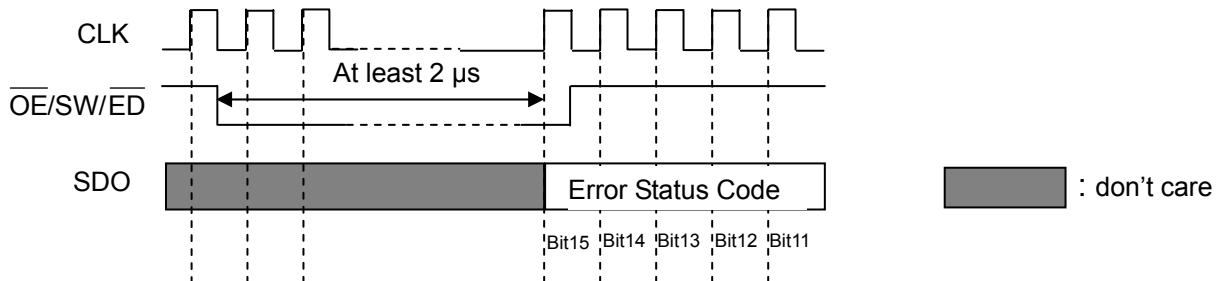 CLK
At least 2 µs
OE/SW/ED
SDO
Error Status Code
: don't care
Bit15 Bit14 Bit13 Bit12 Bit11